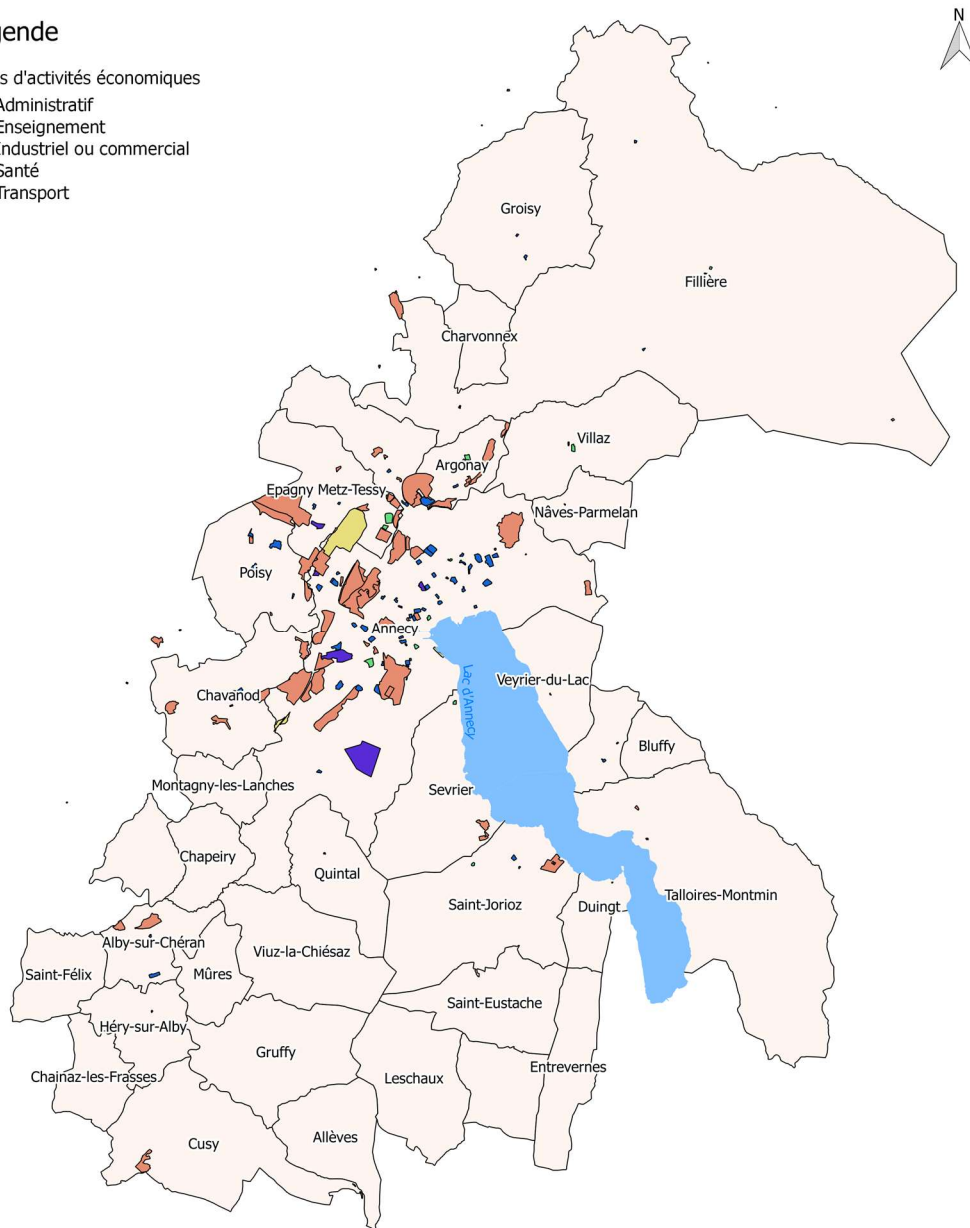 gende
s d'activités économiques
Administratif
Enseignement
Industriel ou commercial
Santé
Transport
N
Groisy
Fillière
Charvonnex
Villaz
Argonay
Epagny Metz-Tessy
Nâves-Parmelan
Poisy
Annecy
Lac d'Annecy
Veyrier-du-Lac
Chavanod
Bluffy
Montagny-les-Lanches
Sevrier
Chapeiry
Quintal
Talloires-Montmin
Saint-Jorioz
Duingt
Alby-sur-Chéran
Viuz-la-Chiésaz
Saint-Félix
Mûres
Saint-Eustache
Héry-sur-Alby
Gruffy
Entrevernes
Chainaz-les-Frasses
Leschaux
Allèves
Cusy